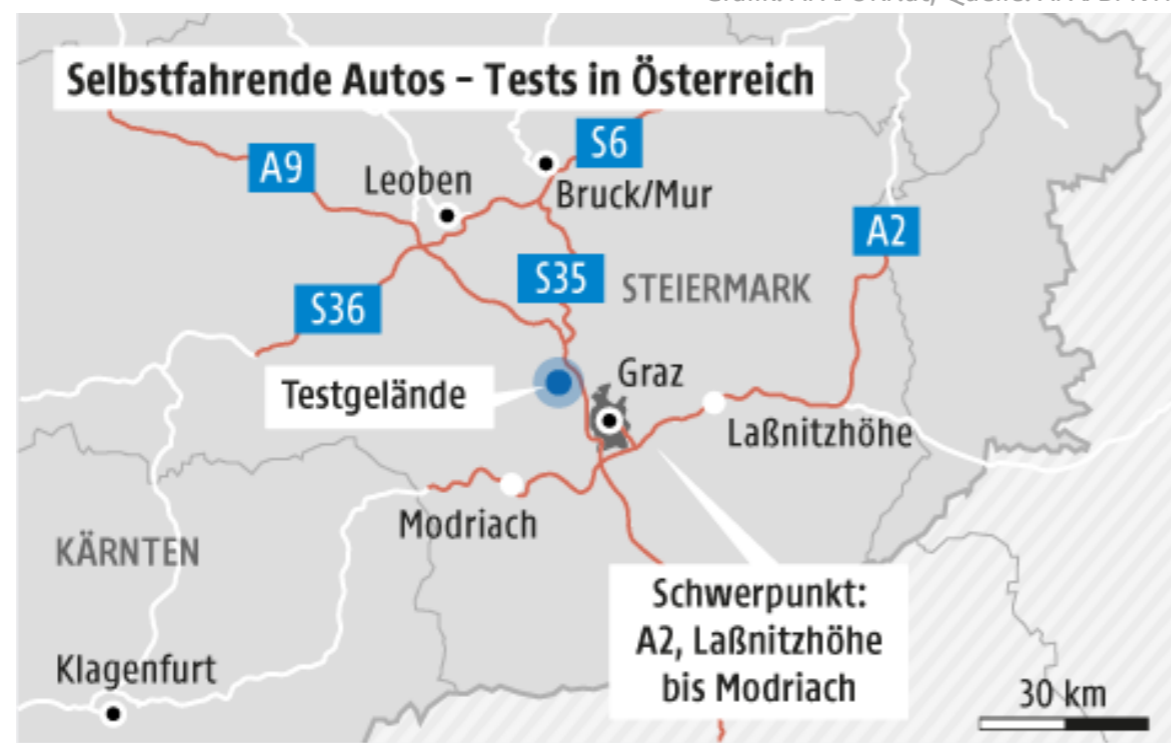 Selbstfahrende Autos – Tests in Österreich
A9
S6
Leoben
Bruck/Mur
A2
S35
STEIERMARK
S36
Graz
Testgelände
Laßnitzhöhe
Modriach
KÄRNTEN
Schwerpunkt:
A2, Laßnitzhöhe
bis Modriach
Klagenfurt
30 km